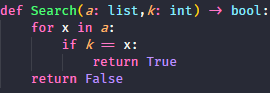 def Search(a: list,k: int) -> bool:
    for x in a:
        if k == x:
            return True
    return False